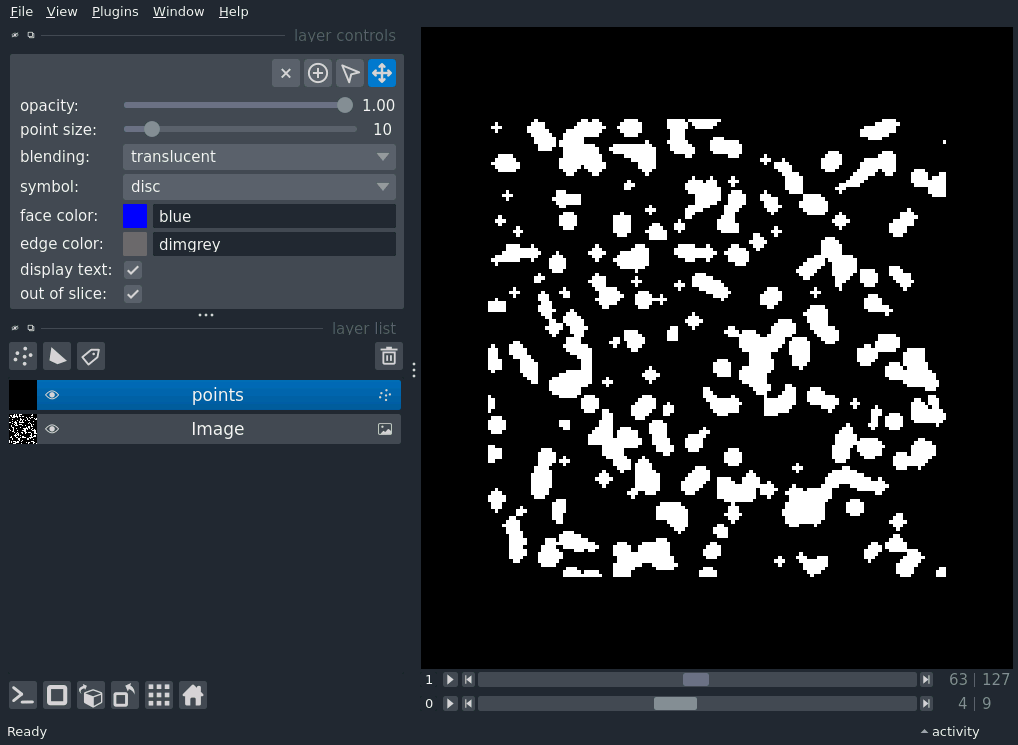 File View Plugins Window Help
layer controls
opacity: 1.00
point size: 10
blending: translucent
symbol: disc
face color: blue
edge color: dimgrey
display text:
out of slice:
layer list
points
Image
1 63 | 127
0 4 | 9
Ready activity